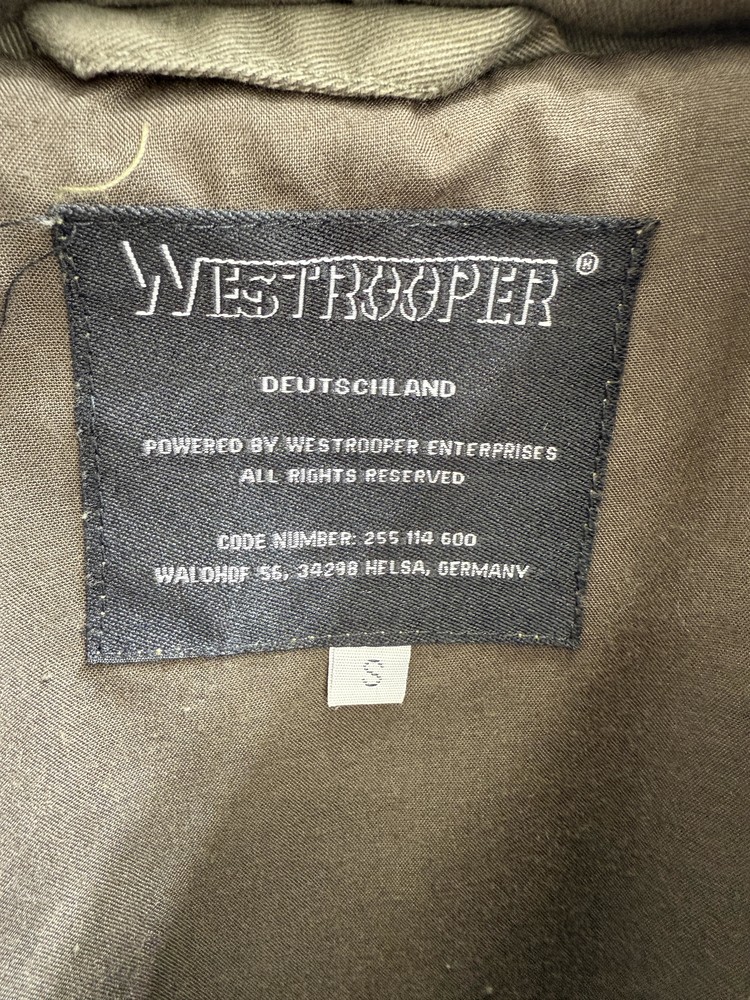 WESTROOPER ®
DEUTSCHLAND
POWERED BY WESTROOPER ENTERPRISES
ALL RIGHTS RESERVED
CODE NUMBER: 255 114 600
WALDHOF 56, 34298 HELSA, GERMANY
S